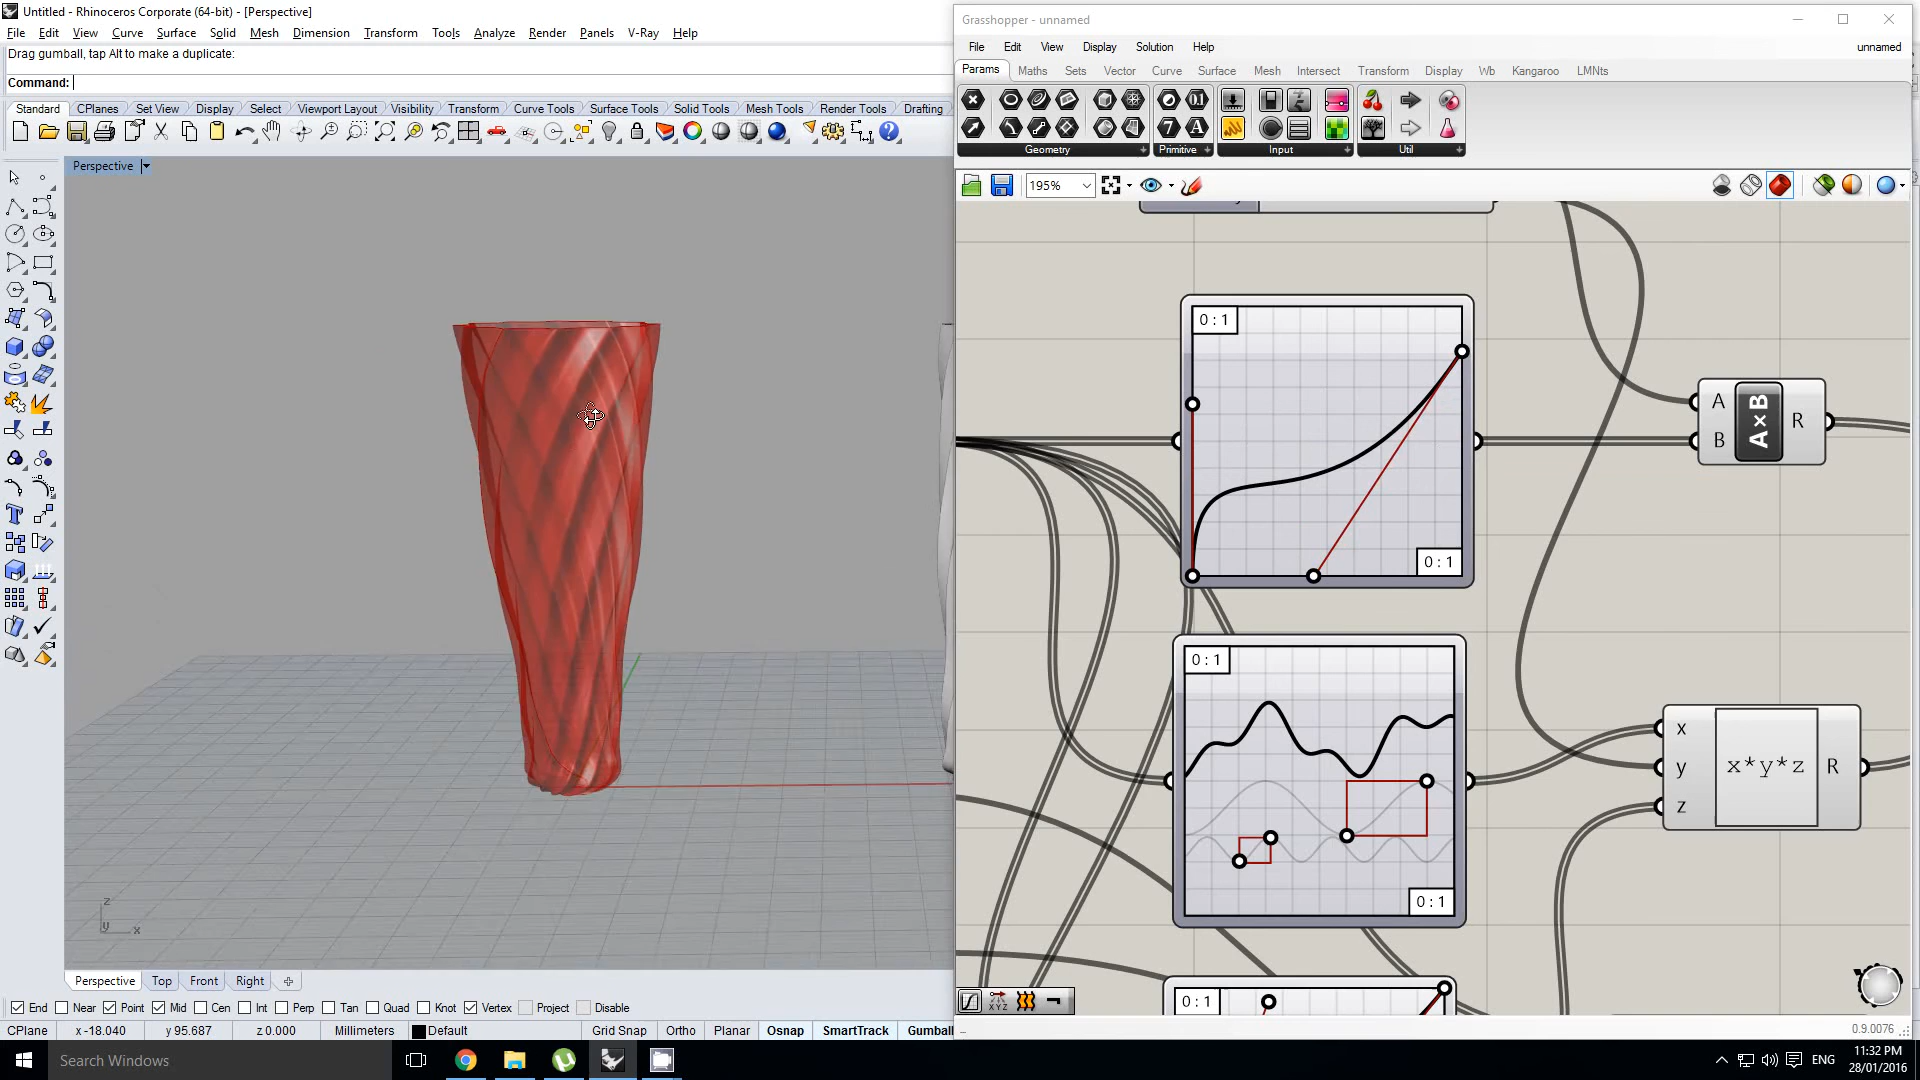 Untitled - Rhinoceros Corporate (64-bit) - [Perspective]
File Edit View Curve Surface Solid Mesh Dimension Transform Tools Analyze Render Panels V-Ray Help
Drag gumball, tap Alt to make a duplicate:
Command:
Standard CPlanes Set View Display Select Viewport Layout Visibility Transform Curve Tools Surface Tools Solid Tools Mesh Tools Render Tools Drafting
Perspective
z
y x
Perspective Top Front Right
End Near Point Mid Cen Int Perp Tan Quad Knot Vertex Project Disable
CPlane x -18.040 y 95.687 z 0.000 Millimeters Default Grid Snap Ortho Planar Osnap SmartTrack Gumball
Grasshopper - unnamed
File Edit View Display Solution Help unnamed
Params Maths Sets Vector Curve Surface Mesh Intersect Transform Display Wb Kangaroo LMNts
Geometry Primitive Input Util
195%
0 : 1
0 : 1
A
B
A×B
R
0 : 1
0 : 1
x
y
z
x*y*z
R
0 : 1
XYZ
0.9.0076
Search Windows
ENG
11:32 PM
28/01/2016